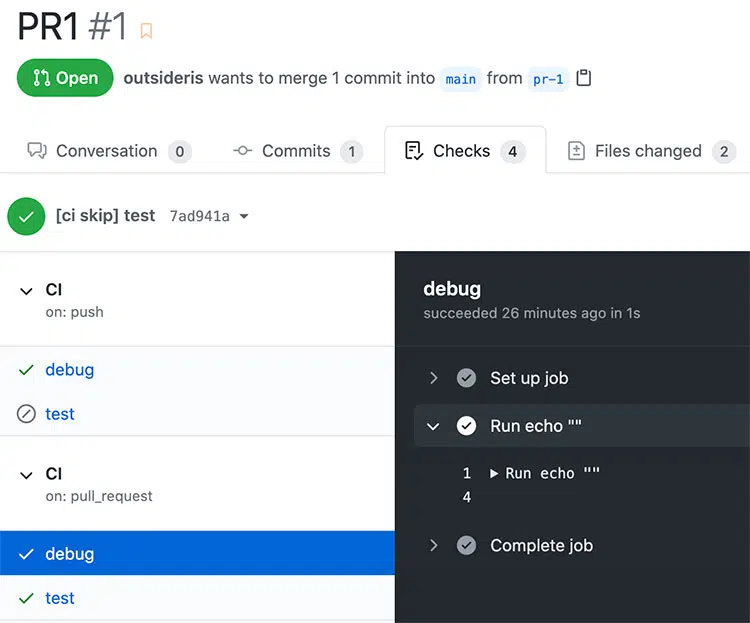 PR1 #1
Open outsideris wants to merge 1 commit into main from pr-1
Conversation 0 Commits 1 Checks 4 Files changed 2
[ci skip] test 7ad941a
CI
on: push
debug
test
CI
on: pull_request
debug
test
debug
succeeded 26 minutes ago in 1s
Set up job
Run echo ""
1 Run echo ""
4
Complete job